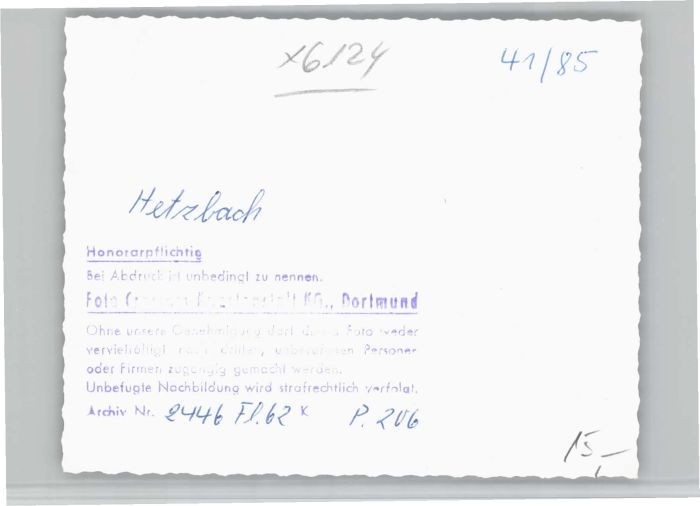 x6124
41/85
Hetzbach
Honorarpflichtig
Bei Abdruck ist unbedingt zu nennen.
Foto Kunstanstalt KG., Dortmund
Ohne unsere Genehmigung darf dieses Foto weder
vervielfältigt noch dritten, unberufenen Personen
oder Firmen zugängig gemacht werden.
Unbefugte Nachbildung wird strafrechtlich verfolgt.
Archiv Nr. 2446 Fl.62 K P. 206
15,-